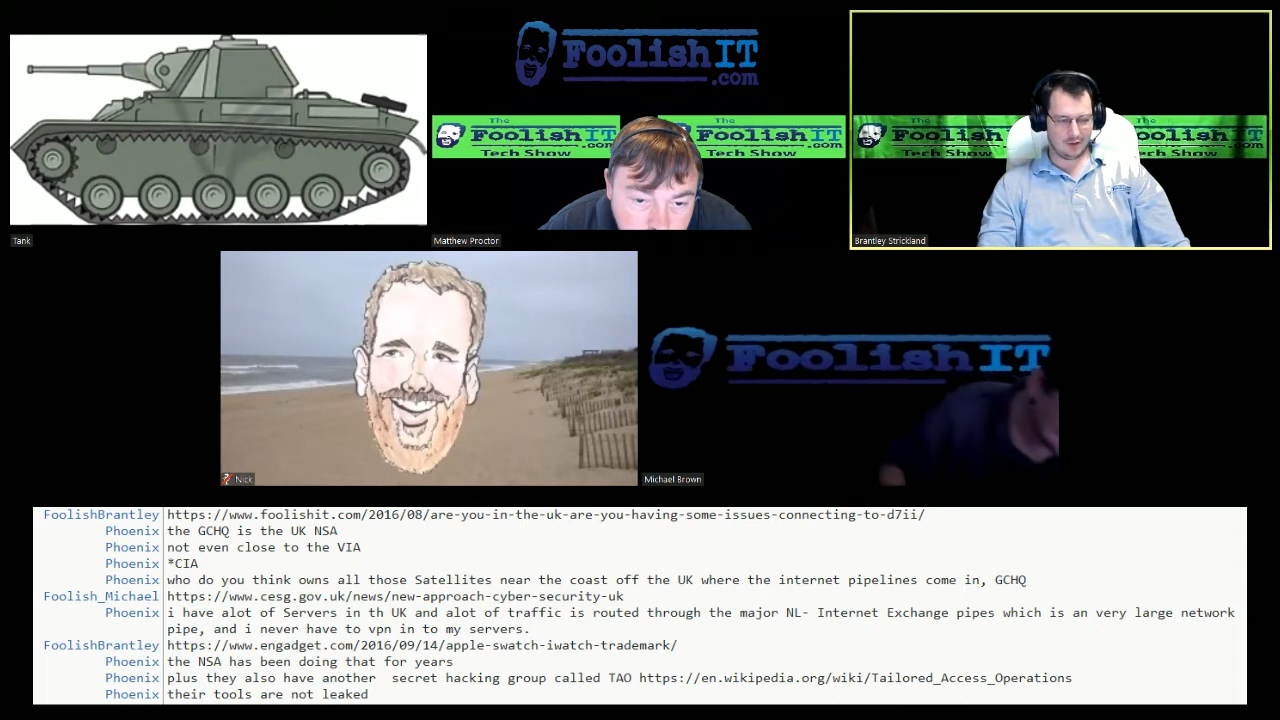 FoolishIT
.com
The
FoolishIT
.com
Tech Show
The
FoolishIT
.com
Tech Show
The
FoolishIT
.com
Tech Show
The
FoolishIT
.com
Tech Show
Tank
Matthew Proctor
Brantley Strickland
FoolishIT
Nick
Michael Brown
FoolishBrantley https://www.foolishit.com/2016/08/are-you-in-the-uk-are-you-having-some-issues-connecting-to-d7ii/
Phoenix the GCHQ is the UK NSA
Phoenix not even close to the VIA
Phoenix *CIA
Phoenix who do you think owns all those Satellites near the coast off the UK where the internet pipelines come in, GCHQ
Foolish_Michael https://www.cesg.gov.uk/news/new-approach-cyber-security-uk
Phoenix i have alot of Servers in th UK and alot of traffic is routed through the major NL- Internet Exchange pipes which is an very large network
pipe, and i never have to vpn in to my servers.
FoolishBrantley https://www.engadget.com/2016/09/14/apple-swatch-iwatch-trademark/
Phoenix the NSA has been doing that for years
Phoenix plus they also have another  secret hacking group called TAO https://en.wikipedia.org/wiki/Tailored_Access_Operations
Phoenix their tools are not leaked